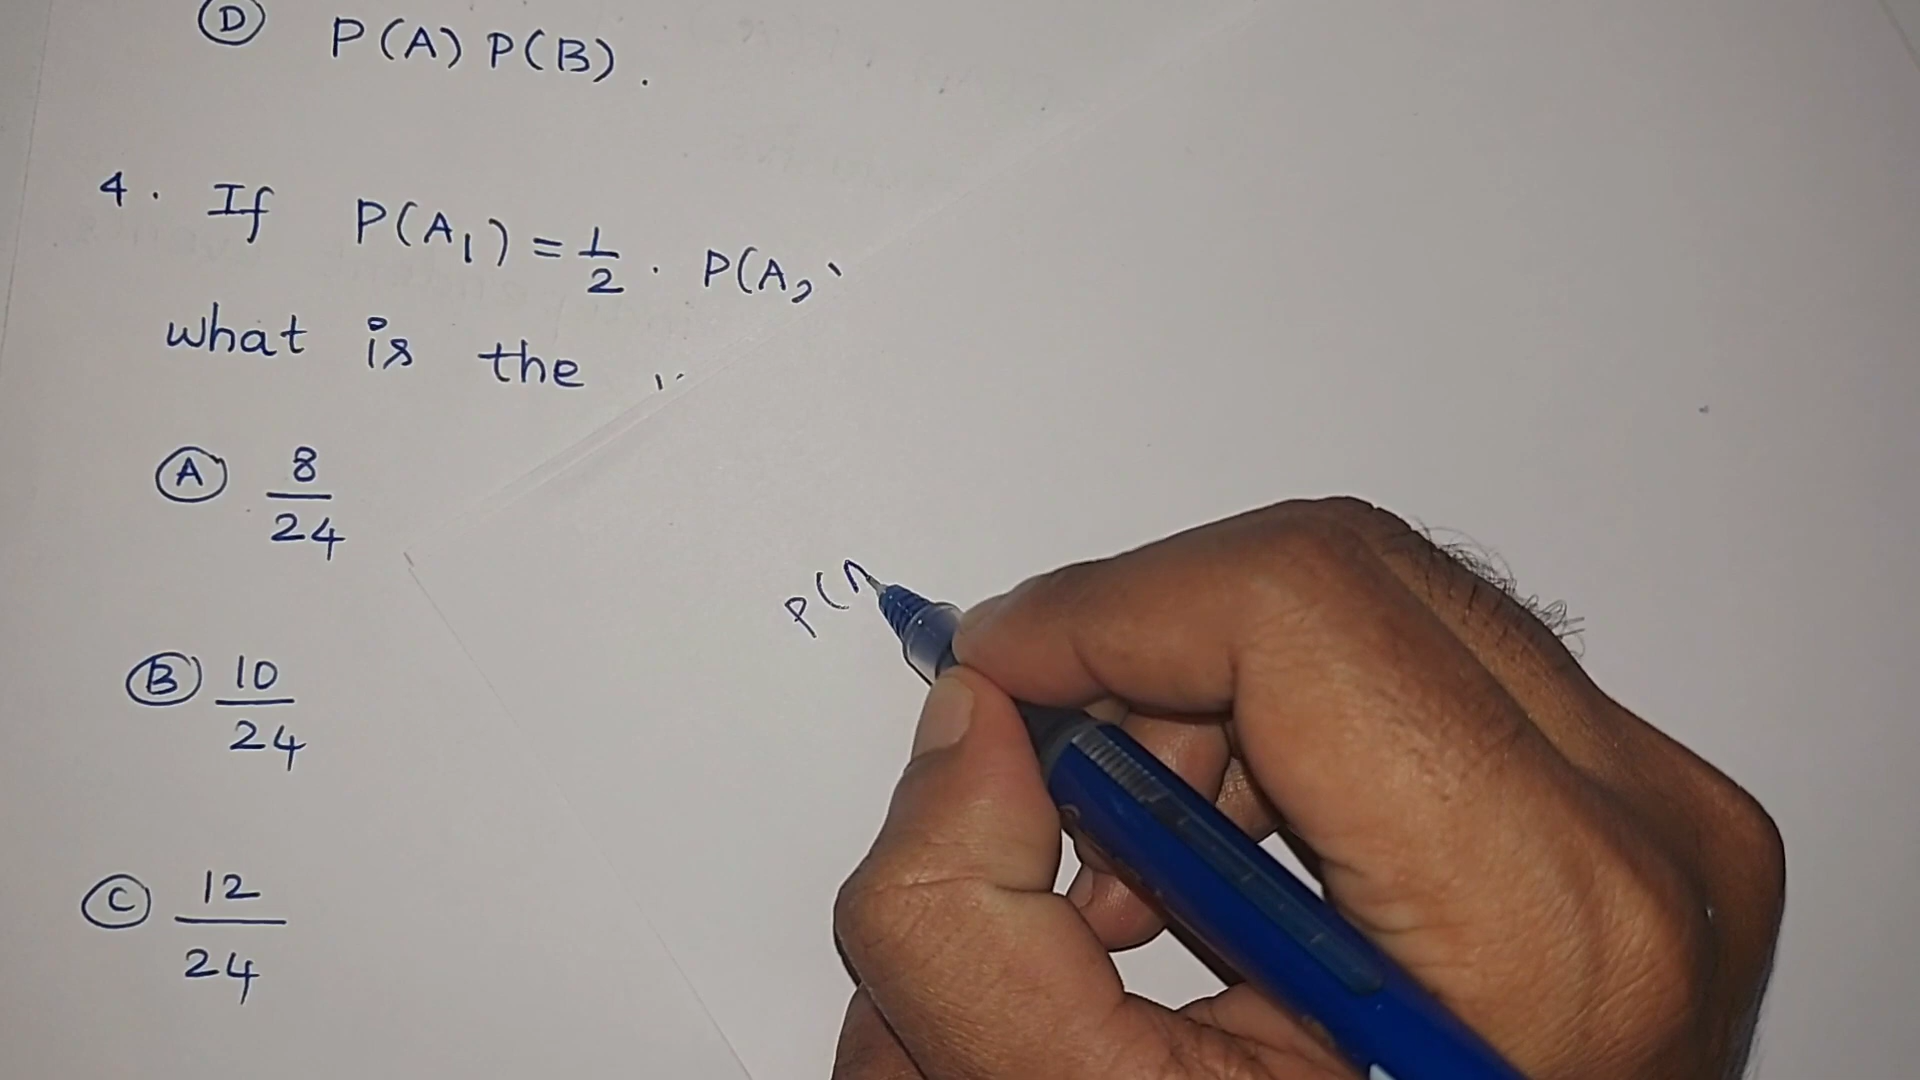 D P(A) P(B).
4. If P(A₁) = 1/2 . P(A₂
what is the
A 8/24
B 10/24
C 12/24
P(